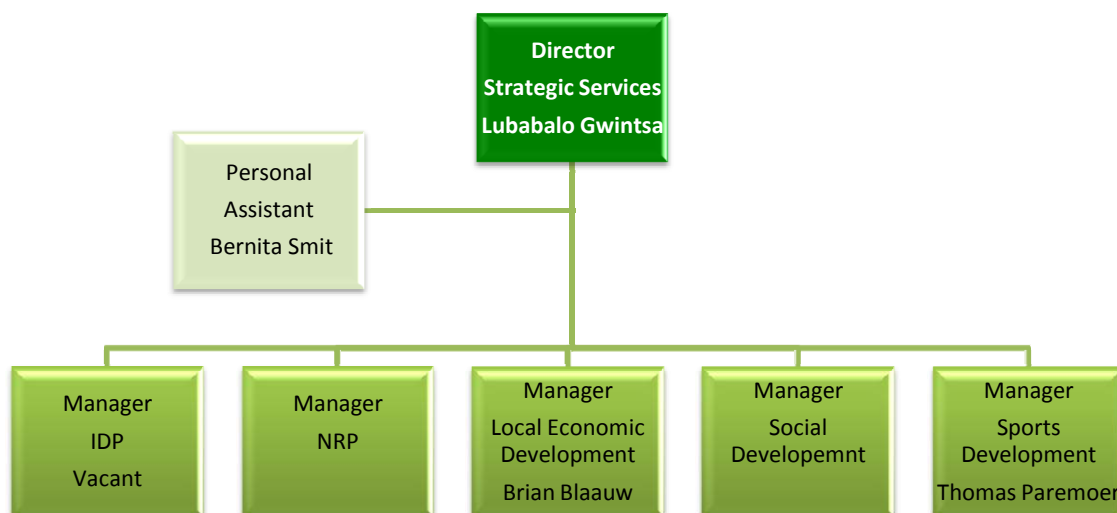 Director
Strategic Services
Lubabalo Gwintsa
Personal
Assistant
Bernita Smit
Manager
IDP
Vacant
Manager
NRP
Manager
Local Economic
Development
Brian Blaauw
Manager
Social
Developemnt
Manager
Sports
Development
Thomas Paremoer